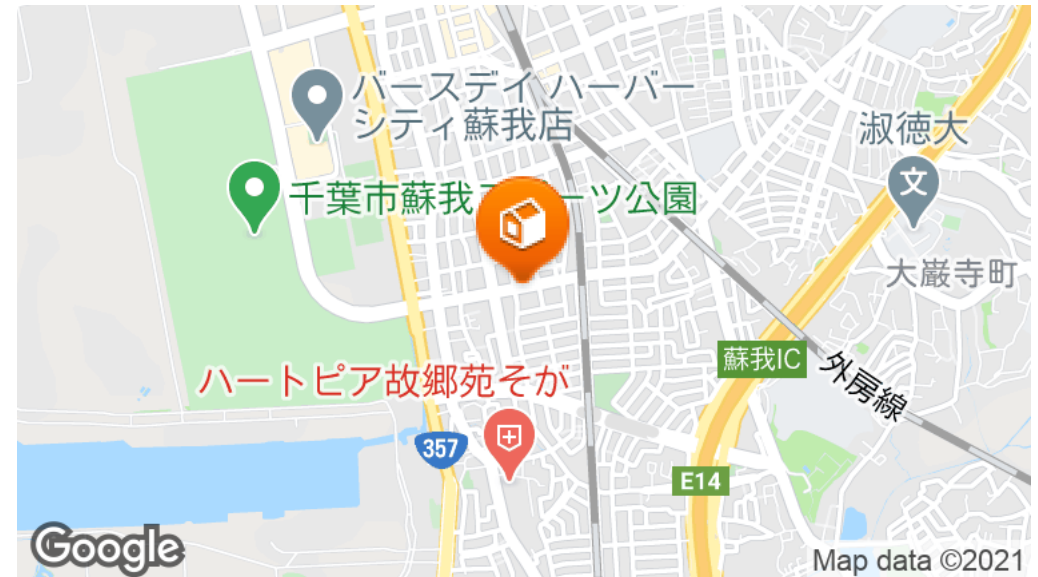 バースデイ ハーバー
シティ蘇我店
淑徳大
文
千葉市蘇我 ーツ公園
大巌寺町
蘇我IC
外房線
ハートピア故郷苑そが
357
E14
Google
Map data ©2021